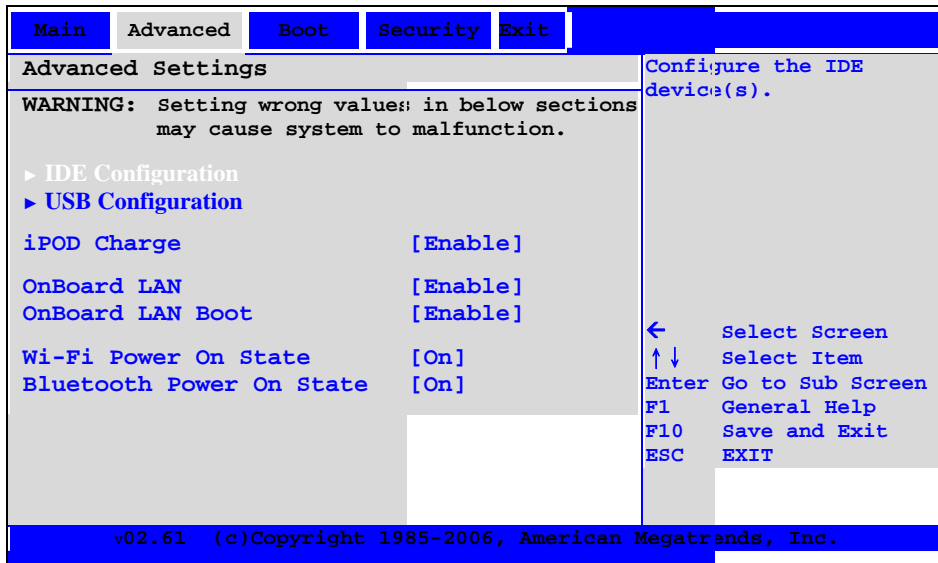 Main Advanced Boot Security Exit
Advanced Settings
WARNING: Setting wrong values in below sections
may cause system to malfunction.
► IDE Configuration
► USB Configuration
iPOD Charge [Enable]
OnBoard LAN [Enable]
OnBoard LAN Boot [Enable]
Wi-Fi Power On State [On]
Bluetooth Power On State [On]
Configure the IDE
device(s).
← Select Screen
↑↓ Select Item
Enter Go to Sub Screen
F1 General Help
F10 Save and Exit
ESC EXIT
v02.61 (c)Copyright 1985-2006, American Megatrends, Inc.